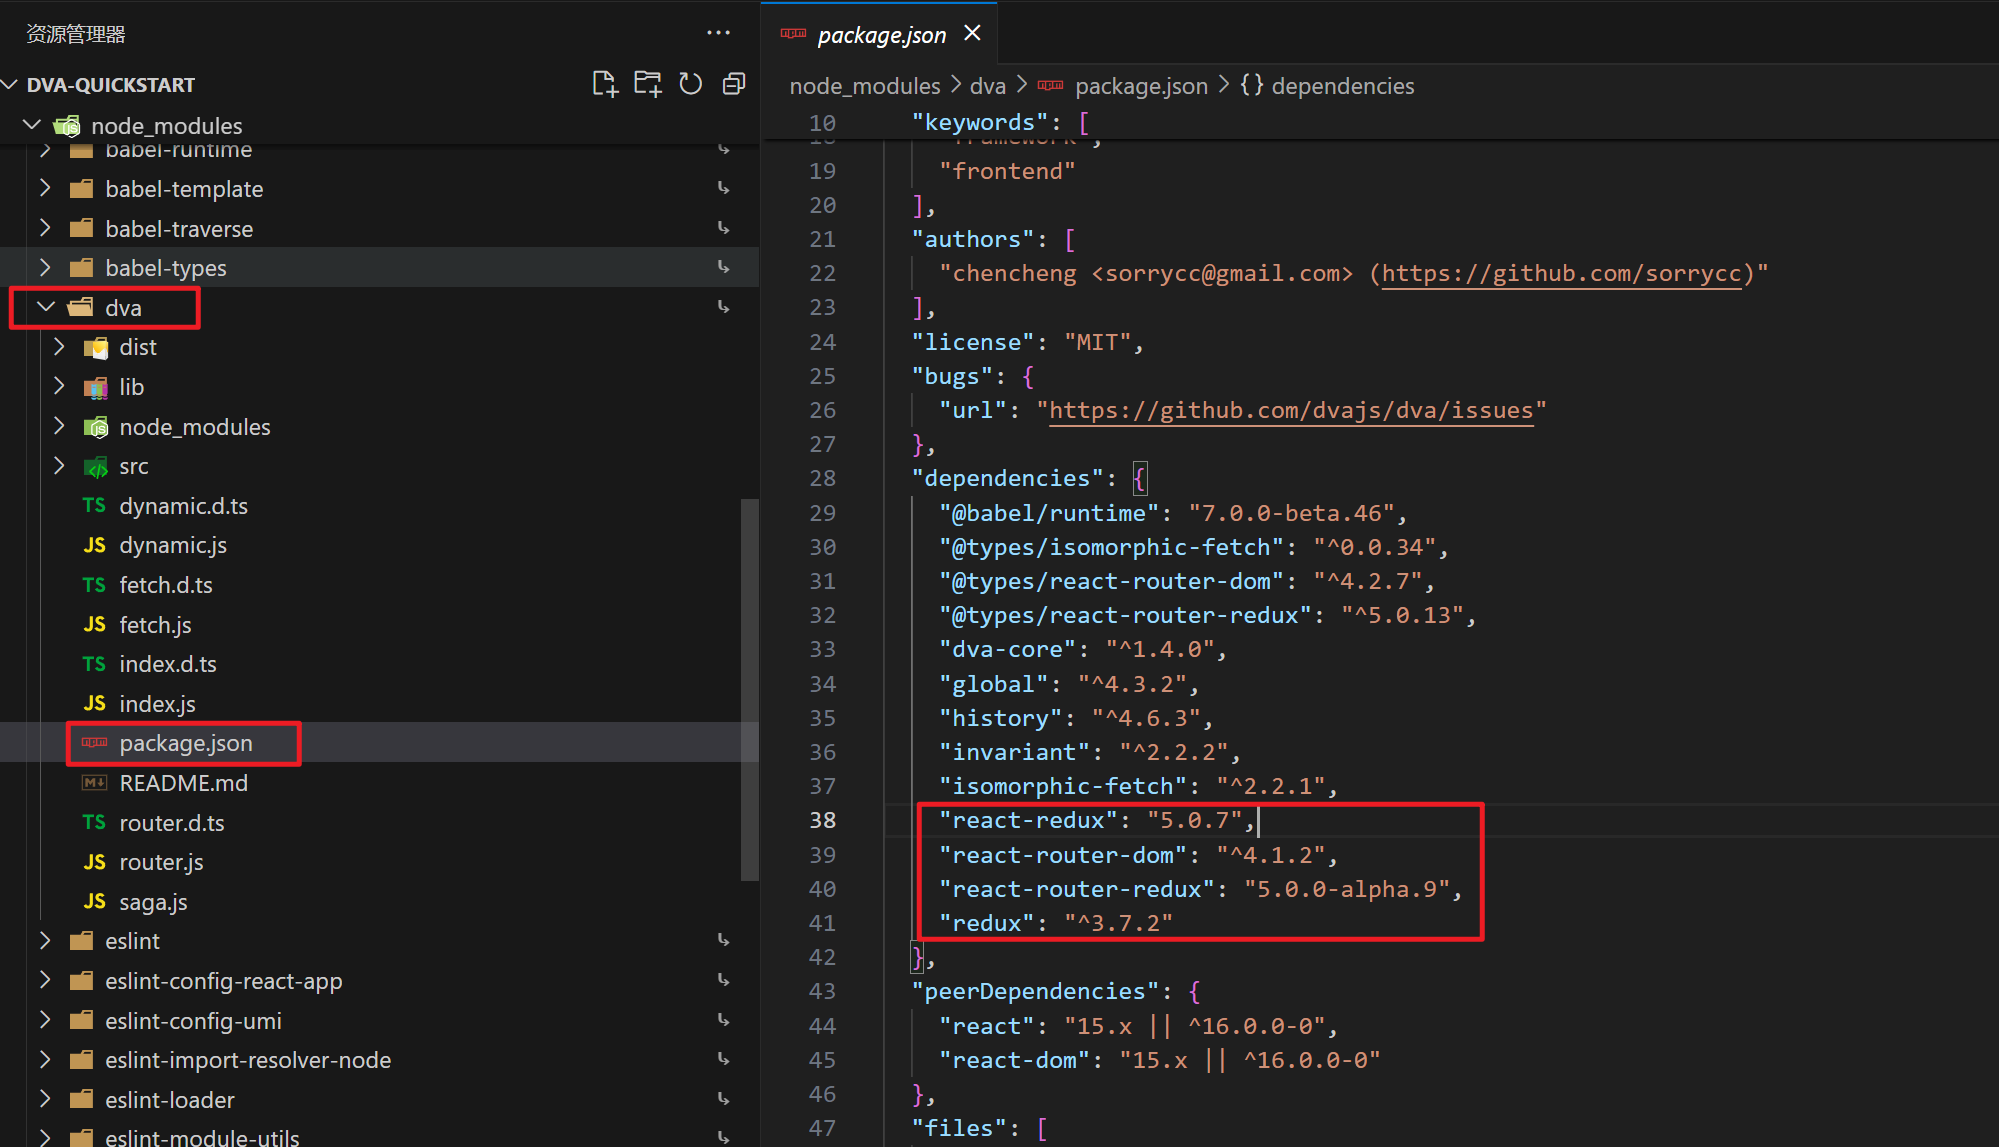 资源管理器
DVA-QUICKSTART
node_modules
babel-runtime
babel-template
babel-traverse
babel-types
dva
dist
lib
node_modules
src
TS dynamic.d.ts
JS dynamic.js
TS fetch.d.ts
JS fetch.js
TS index.d.ts
JS index.js
package.json
README.md
TS router.d.ts
JS router.js
JS saga.js
eslint
eslint-config-react-app
eslint-config-umi
eslint-import-resolver-node
eslint-loader
eslint-module-utils
package.json
node_modules > dva > package.json > {} dependencies
10 "keywords": [
18 "framework",
19 "frontend"
20 ],
21 "authors": [
22 "chencheng <sorrycc@gmail.com> (https://github.com/sorrycc)"
23 ],
24 "license": "MIT",
25 "bugs": {
26 "url": "https://github.com/dvajs/dva/issues"
27 },
28 "dependencies": {
29 "@babel/runtime": "7.0.0-beta.46",
30 "@types/isomorphic-fetch": "^0.0.34",
31 "@types/react-router-dom": "^4.2.7",
32 "@types/react-router-redux": "^5.0.13",
33 "dva-core": "^1.4.0",
34 "global": "^4.3.2",
35 "history": "^4.6.3",
36 "invariant": "^2.2.2",
37 "isomorphic-fetch": "^2.2.1",
38 "react-redux": "5.0.7",
39 "react-router-dom": "^4.1.2",
40 "react-router-redux": "5.0.0-alpha.9",
41 "redux": "^3.7.2"
42 },
43 "peerDependencies": {
44 "react": "15.x || ^16.0.0-0",
45 "react-dom": "15.x || ^16.0.0-0"
46 },
47 "files": [